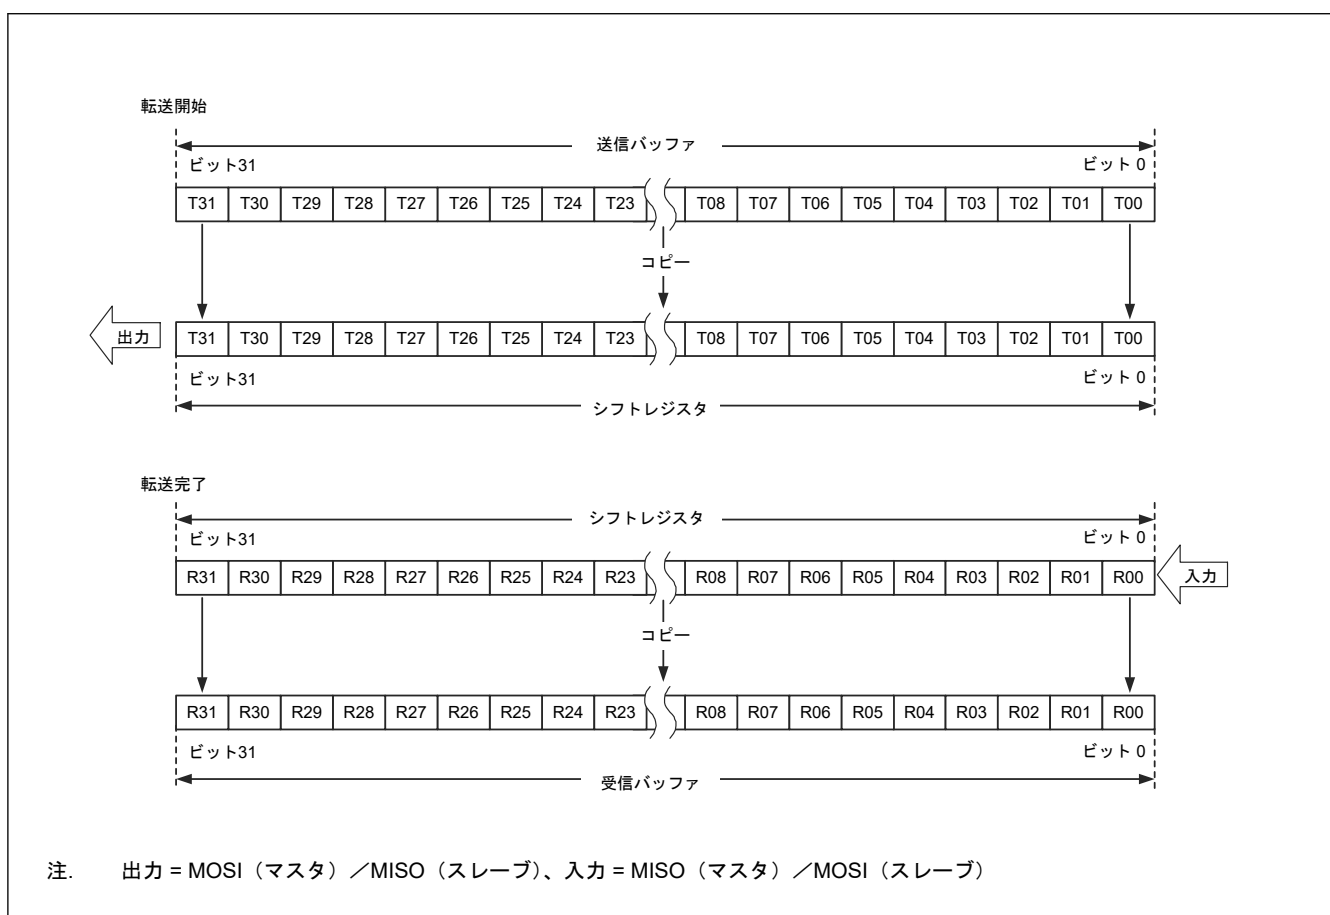 転送開始
送信バッファ
ビット31 ビット 0
T31 T30 T29 T28 T27 T26 T25 T24 T23 T08 T07 T06 T05 T04 T03 T02 T01 T00
コピー
出力 T31 T30 T29 T28 T27 T26 T25 T24 T23 T08 T07 T06 T05 T04 T03 T02 T01 T00
ビット31 ビット 0
シフトレジスタ
転送完了
シフトレジスタ
ビット31 ビット 0
R31 R30 R29 R28 R27 R26 R25 R24 R23 R08 R07 R06 R05 R04 R03 R02 R01 R00 入力
コピー
R31 R30 R29 R28 R27 R26 R25 R24 R23 R08 R07 R06 R05 R04 R03 R02 R01 R00
ビット31 ビット 0
受信バッファ
注. 出力 = MOSI（マスタ）／MISO（スレーブ）、入力 = MISO（マスタ）／MOSI（スレーブ）